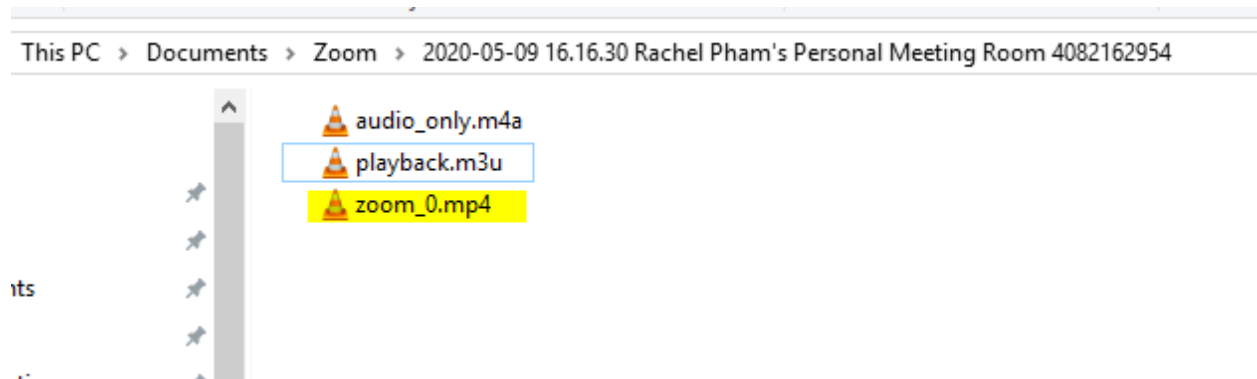 This PC > Documents > Zoom > 2020-05-09 16.16.30 Rachel Pham's Personal Meeting Room 4082162954
audio_only.m4a
playback.m3u
zoom_0.mp4
nts